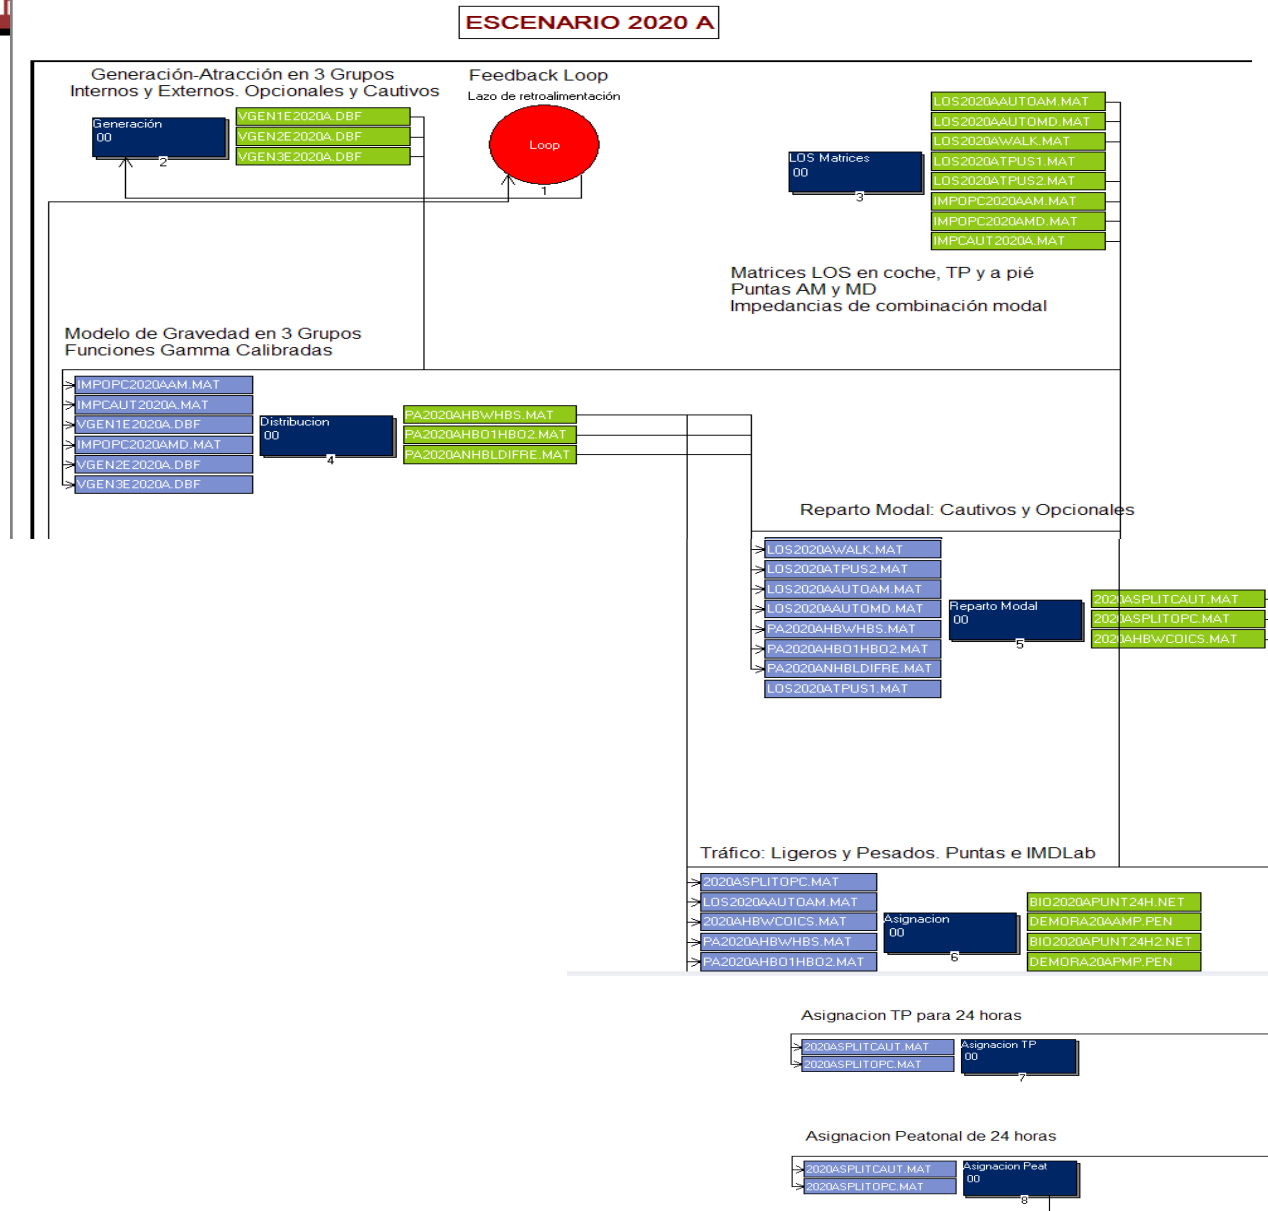 ESCENARIO 2020 A
Generación-Atracción en 3 Grupos
Internos y Externos. Opcionales y Cautivos
Generación
00
2
VGEN1E2020A.DBF
VGEN2E2020A.DBF
VGEN3E2020A.DBF
Feedback Loop
Lazo de retroalimentación
Loop
1
LOS Matrices
00
3
LOS2020AAUTOAM.MAT
LOS2020AAUTOMD.MAT
LOS2020AWALK.MAT
LOS2020ATPUS1.MAT
LOS2020ATPUS2.MAT
IMPOPC2020AAM.MAT
IMPOPC2020AMD.MAT
IMPCAUT2020A.MAT
Matrices LOS en coche, TP y a pié
Puntas AM y MD
Impedancias de combinación modal
Modelo de Gravedad en 3 Grupos
Funciones Gamma Calibradas
IMPOPC2020AAM.MAT
IMPCAUT2020A.MAT
VGEN1E2020A.DBF
IMPOPC2020AMD.MAT
VGEN2E2020A.DBF
VGEN3E2020A.DBF
Distribucion
00
4
PA2020AHBWHBS.MAT
PA2020AHBO1HBO2.MAT
PA2020ANHBLDIFRE.MAT
Reparto Modal: Cautivos y Opcionales
LOS2020AWALK.MAT
LOS2020ATPUS2.MAT
LOS2020AAUTOAM.MAT
LOS2020AAUTOMD.MAT
PA2020AHBWHBS.MAT
PA2020AHBO1HBO2.MAT
PA2020ANHBLDIFRE.MAT
LOS2020ATPUS1.MAT
Reparto Modal
00
5
2020ASPLITCAUT.MAT
2020ASPLITOPC.MAT
2020AHBWCOICS.MAT
Tráfico: Ligeros y Pesados. Puntas e IMDLab
2020ASPLITOPC.MAT
LOS2020AAUTOAM.MAT
2020AHBWCOICS.MAT
PA2020AHBWHBS.MAT
PA2020AHBO1HBO2.MAT
Asignacion
00
6
BIO2020APUNT24H.NET
DEMORA20AAMP.PEN
BIO2020APUNT24H2.NET
DEMORA20APMP.PEN
Asignacion TP para 24 horas
2020ASPLITCAUT.MAT
2020ASPLITOPC.MAT
Asignacion TP
00
7
Asignacion Peatonal de 24 horas
2020ASPLITCAUT.MAT
2020ASPLITOPC.MAT
Asignacion Peat
00
8